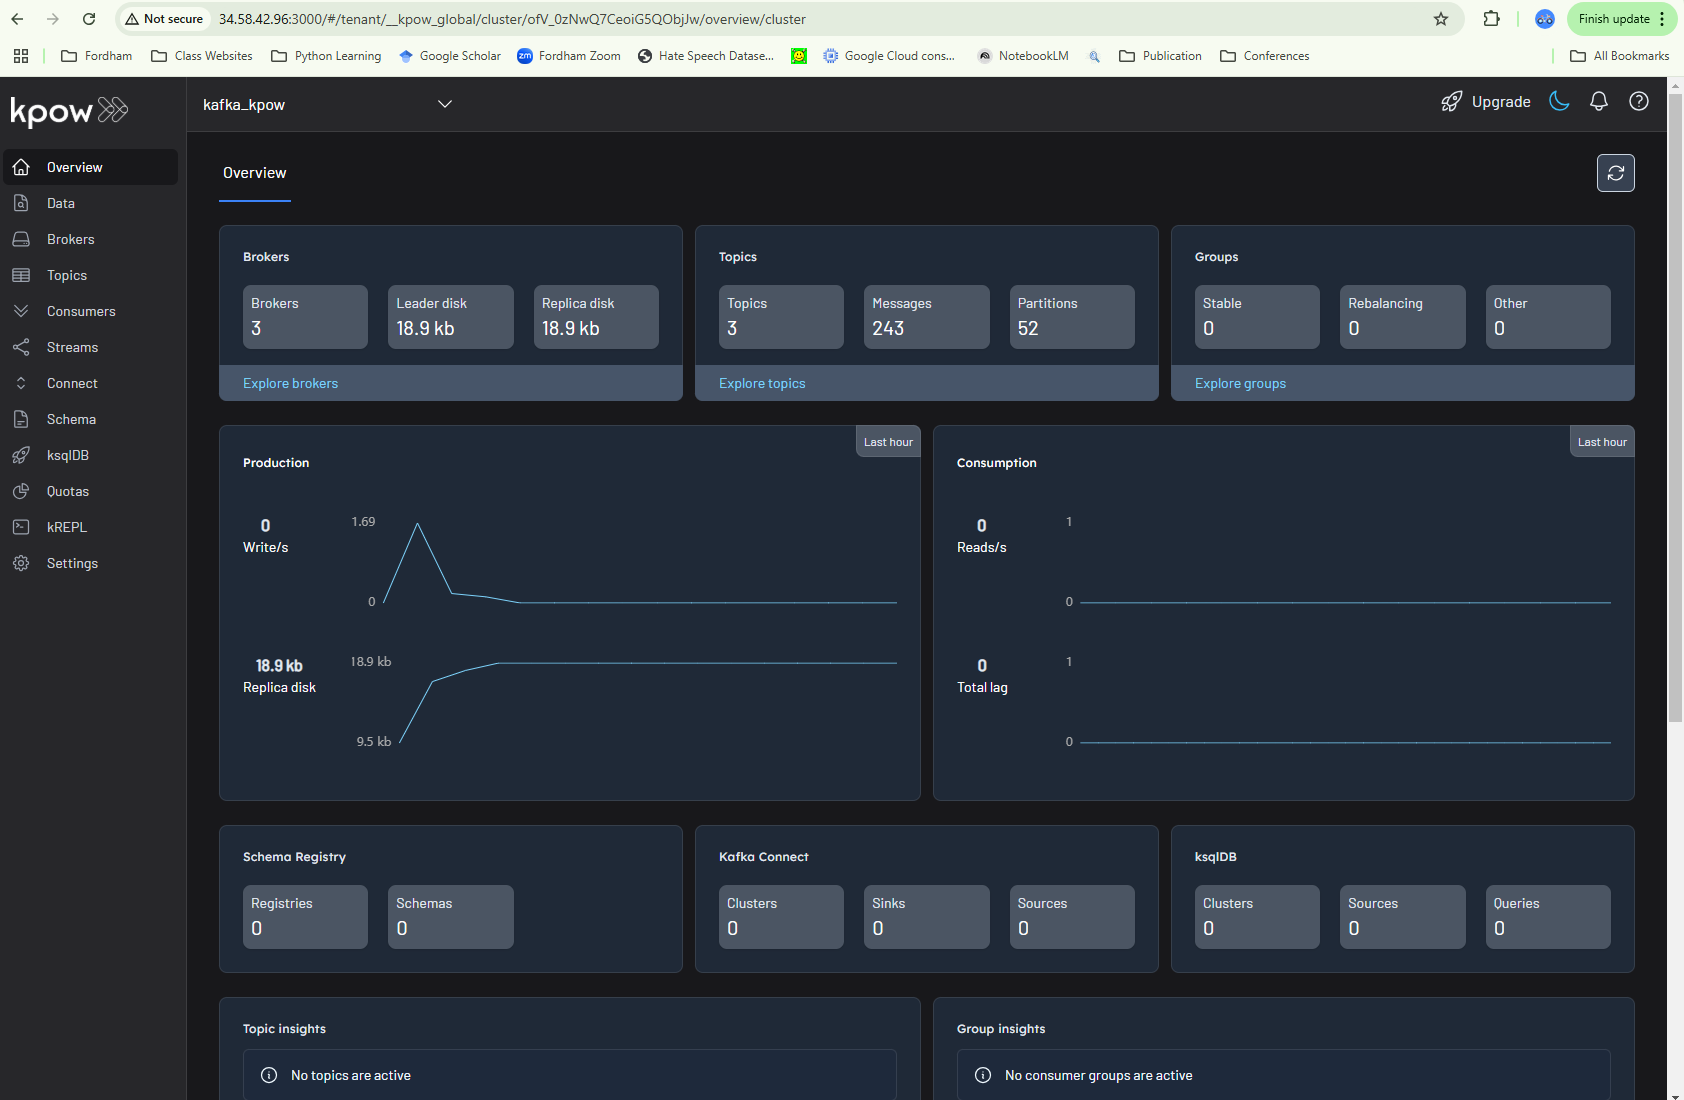 Not secure 34.58.42.96:3000/#/tenant/__kpow_global/cluster/ofV_0zNwQ7CeoiG5QObjJw/overview/cluster Finish update
Fordham Class Websites Python Learning Google Scholar zm Fordham Zoom Hate Speech Datase... Google Cloud cons... NotebookLM Publication Conferences All Bookmarks
kpow
kafka_kpow
Upgrade
Overview
Data
Brokers
Topics
Consumers
Streams
Connect
Schema
ksqlDB
Quotas
kREPL
Settings
Overview
Brokers
Brokers Leader disk Replica disk
3 18.9 kb 18.9 kb
Explore brokers
Topics
Topics Messages Partitions
3 243 52
Explore topics
Groups
Stable Rebalancing Other
0 0 0
Explore groups
Last hour
Production
0
Write/s
1.69
0
18.9 kb
Replica disk
18.9 kb
9.5 kb
Last hour
Consumption
0
Reads/s
1
0
0
Total lag
1
0
Schema Registry
Registries Schemas
0 0
Kafka Connect
Clusters Sinks Sources
0 0 0
ksqlDB
Clusters Sources Queries
0 0 0
Topic insights
No topics are active
Group insights
No consumer groups are active